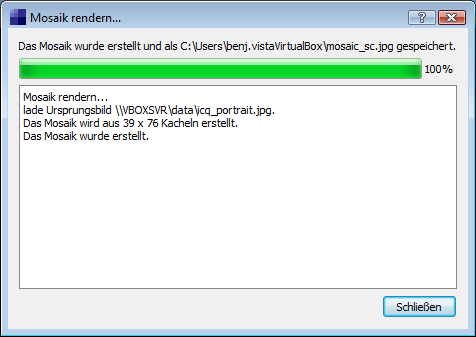 Mosaik rendern...
Das Mosaik wurde erstellt und als C:\Users\benj.vistaVirtualBox\mosaic_sc.jpg gespeichert.
100%
Mosaik rendern...
lade Ursprungsbild \\VBOXSVR\data\icq_portrait.jpg.
Das Mosaik wird aus 39 x 76 Kacheln erstellt.
Das Mosaik wurde erstellt.
Schließen